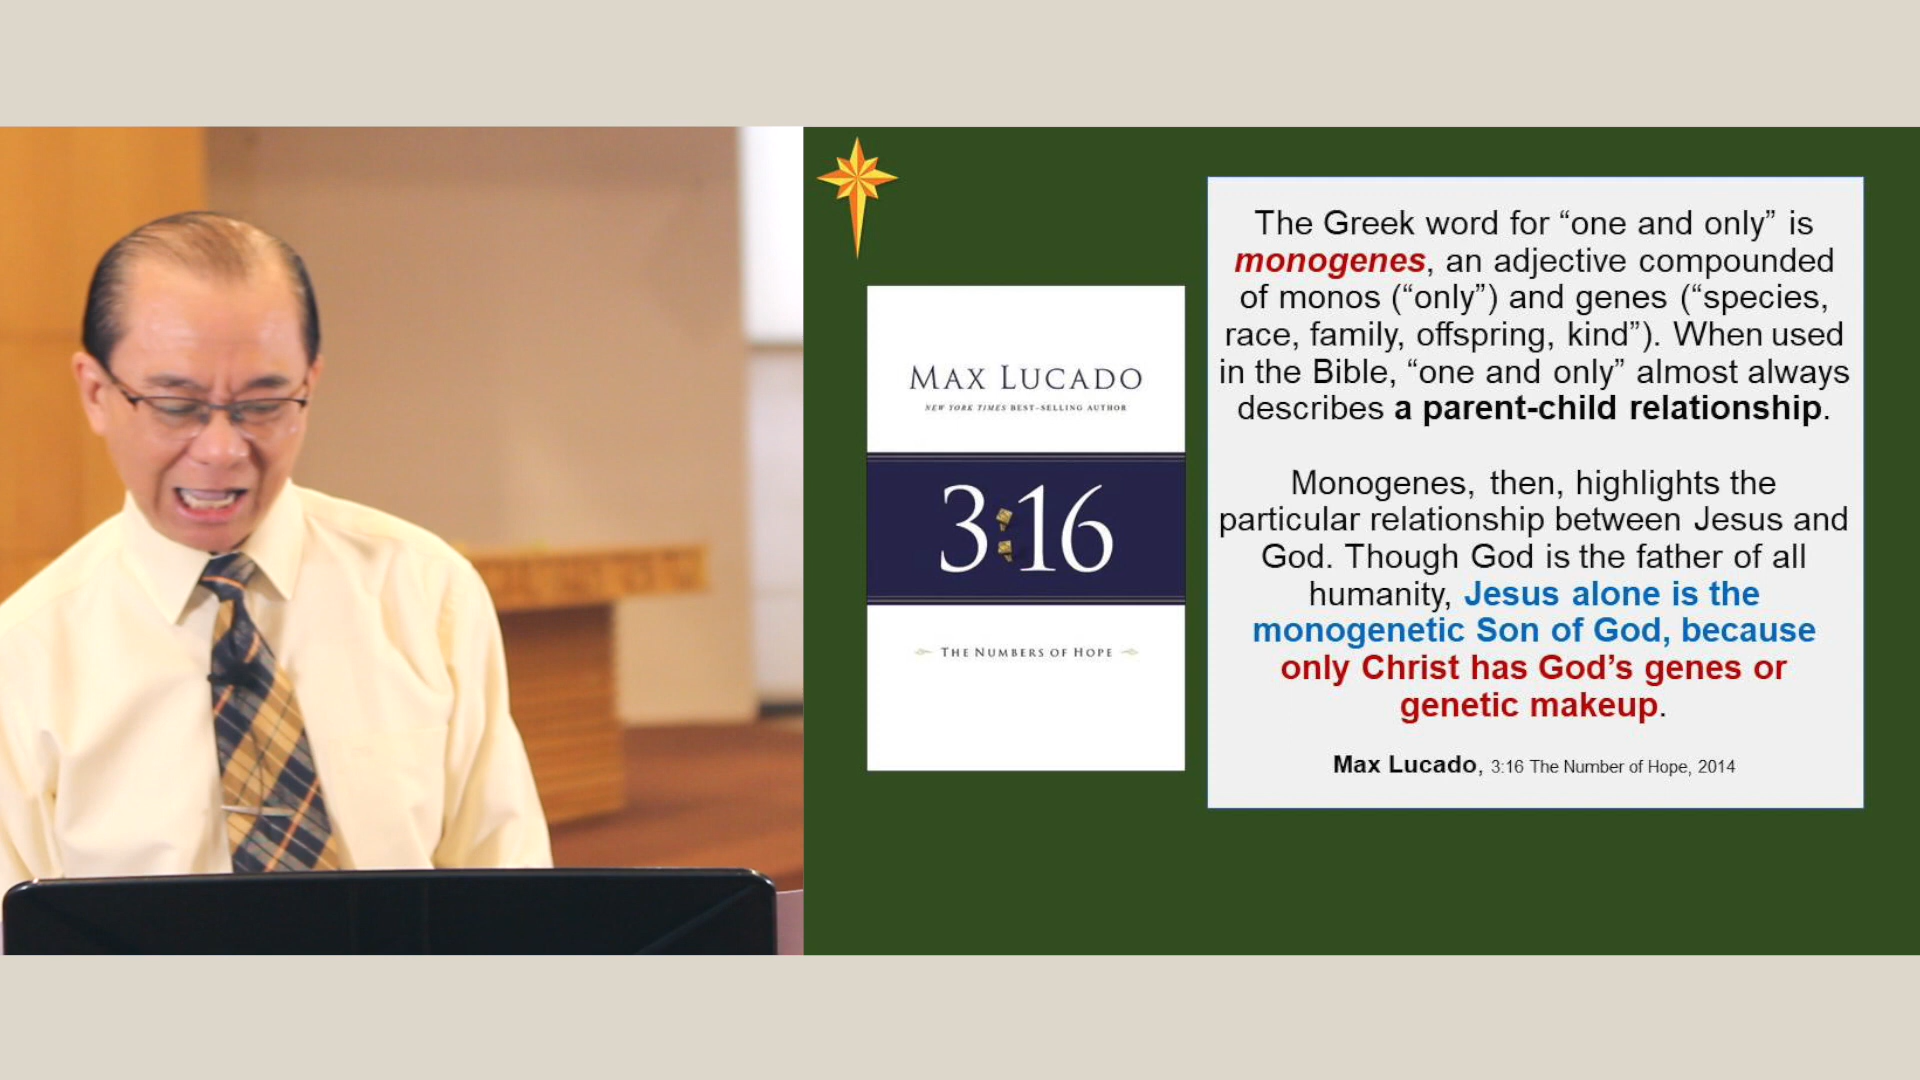 MAX LUCADO
NEW YORK TIMES BEST-SELLING AUTHOR
3:16
THE NUMBERS OF HOPE
The Greek word for “one and only” is
monogenes, an adjective compounded
of monos (“only”) and genes (“species,
race, family, offspring, kind”). When used
in the Bible, “one and only” almost always
describes a parent-child relationship.
Monogenes, then, highlights the
particular relationship between Jesus and
God. Though God is the father of all
humanity, Jesus alone is the
monogenetic Son of God, because
only Christ has God’s genes or
genetic makeup.
Max Lucado, 3:16 The Number of Hope, 2014